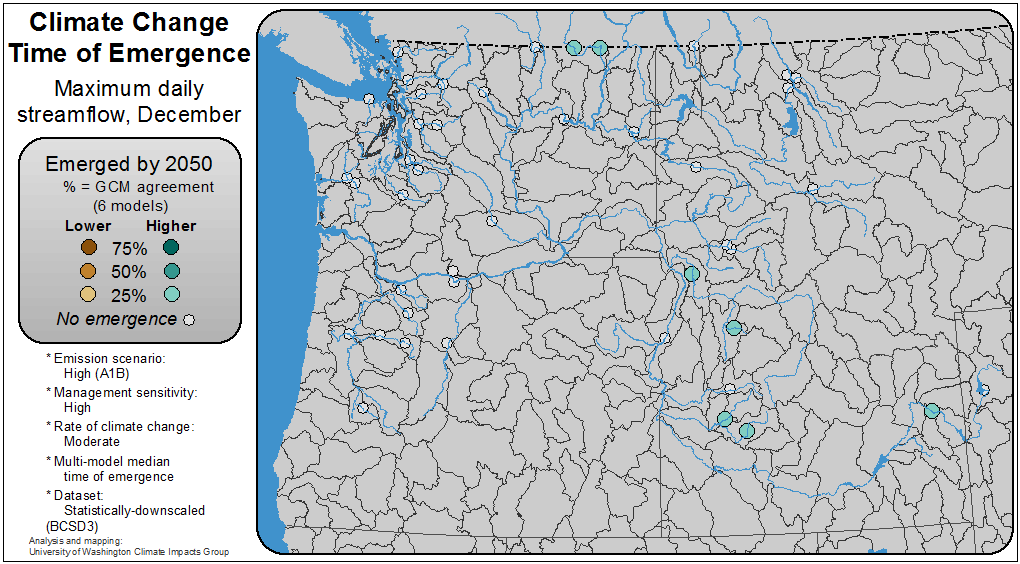 Climate Change
Time of Emergence
Maximum daily
streamflow, December
Emerged by 2050
% = GCM agreement
(6 models)
Lower Higher
75%
50%
25%
No emergence
* Emission scenario:
High (A1B)
* Management sensitivity:
High
* Rate of climate change:
Moderate
* Multi-model median
time of emergence
* Dataset:
Statistically-downscaled
(BCSD3)
Analysis and mapping:
University of Washington Climate Impacts Group